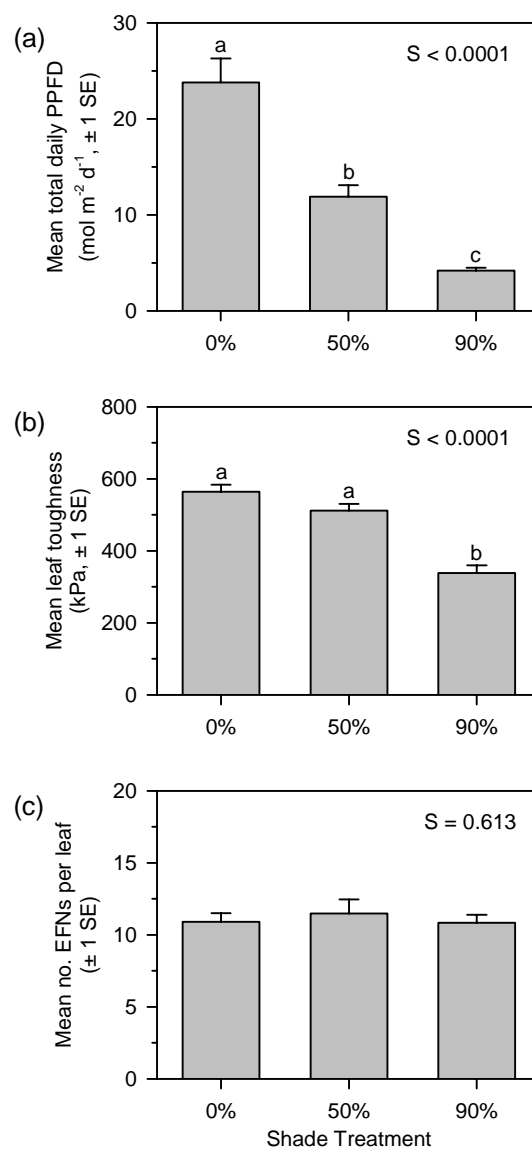 (a)
Mean total daily PPFD
(mol m⁻² d⁻¹, ± 1 SE)
30
20
10
0
a
b
c
S < 0.0001
0% 50% 90%
(b)
Mean leaf toughness
(kPa, ± 1 SE)
800
600
400
200
0
a
a
b
S < 0.0001
0% 50% 90%
(c)
Mean no. EFNs per leaf
(± 1 SE)
20
15
10
5
0
S = 0.613
0% 50% 90%
Shade Treatment